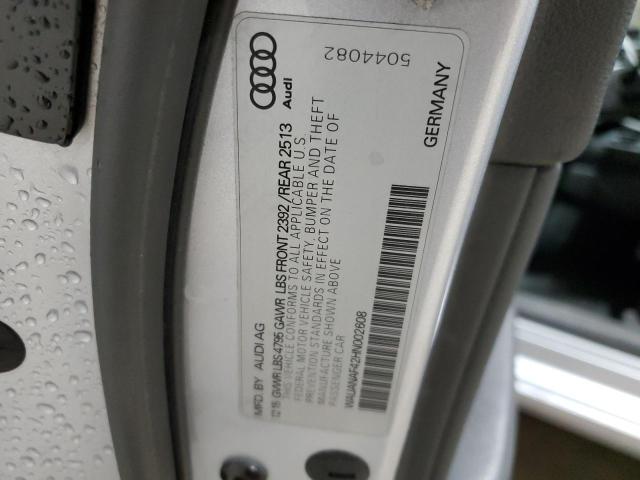 MFD. BY AUDI AG
12/15 GVWR LBS 4795 GAWR LBS FRONT 2392/REAR 2513
THIS VEHICLE CONFORMS TO ALL APPLICABLE U.S.
FEDERAL MOTOR VEHICLE SAFETY, BUMPER AND THEFT
PREVENTION STANDARDS IN EFFECT ON THE DATE OF
MANUFACTURE SHOWN ABOVE
PASSENGER CAR
WAUANAF42HN002608
Audi
5044082
GERMANY